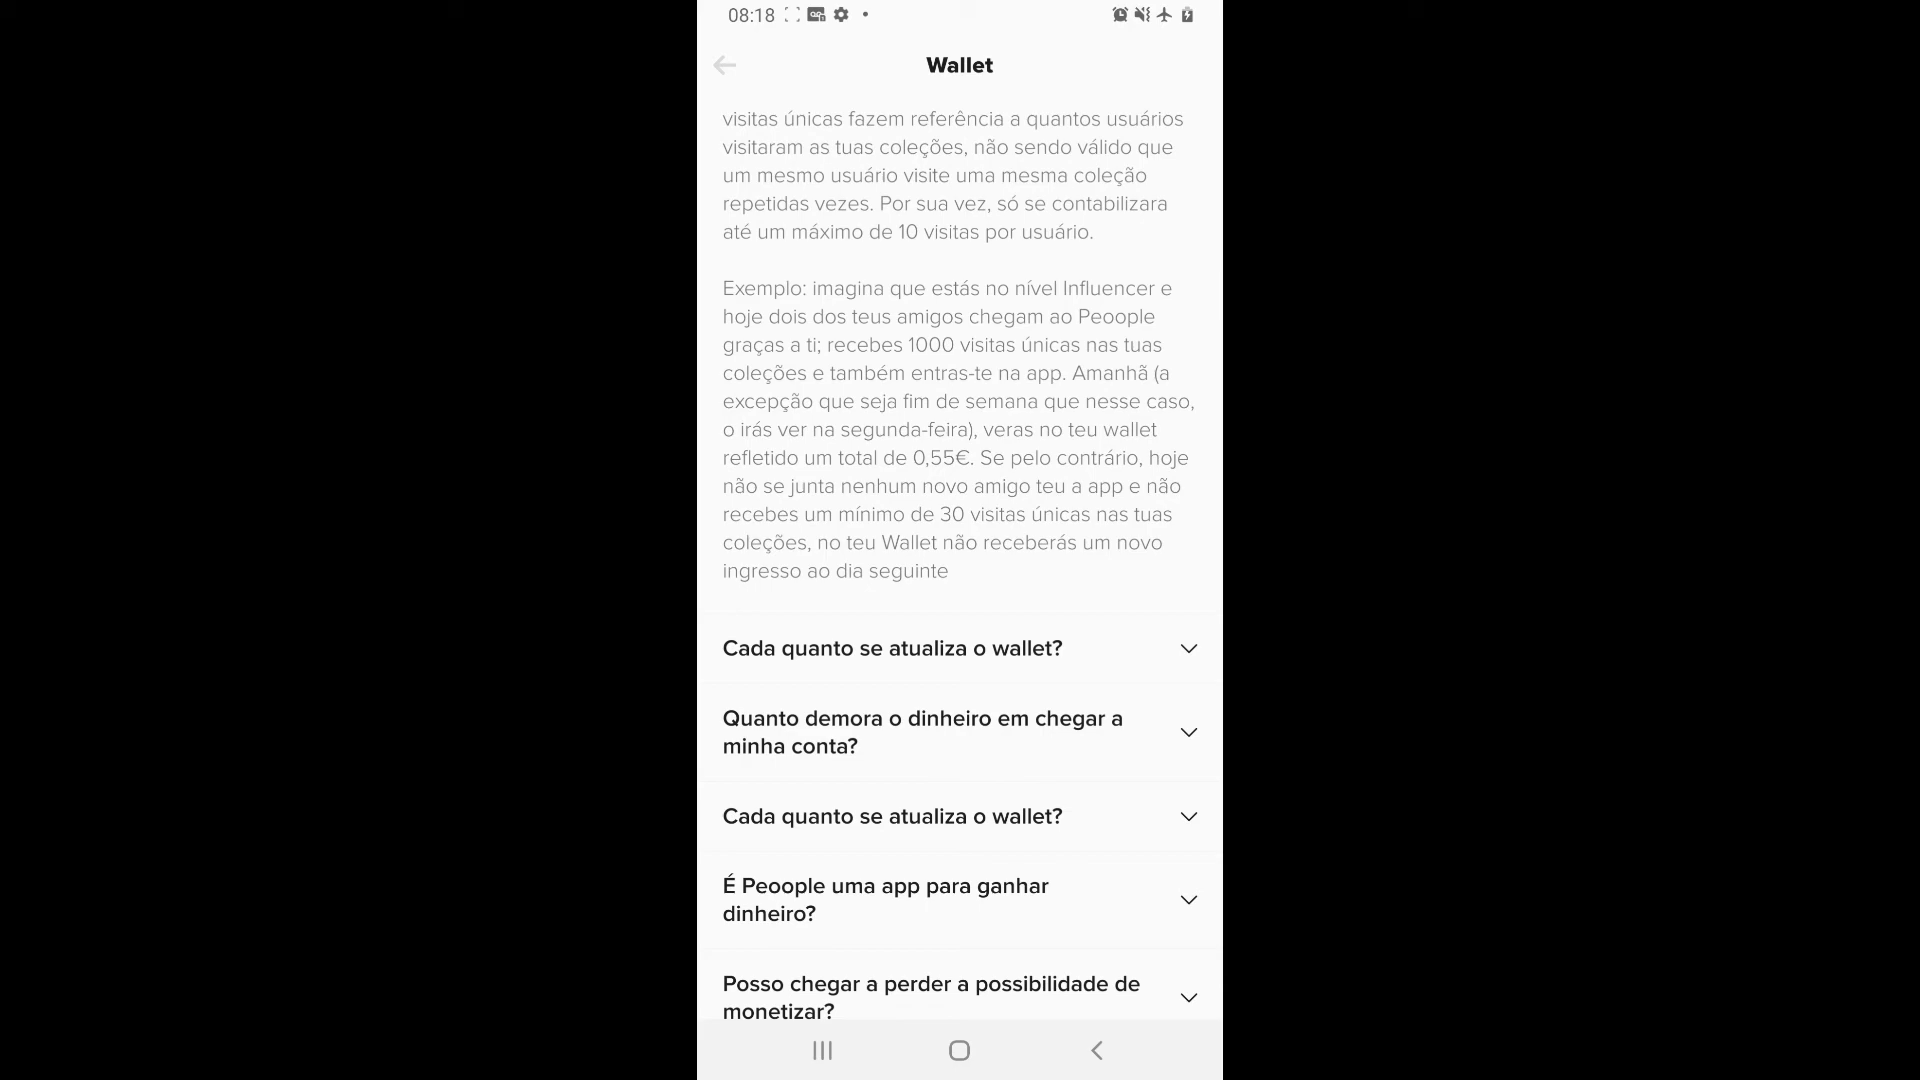 08:18
Wallet
visitas únicas fazem referência a quantos usuários
visitaram as tuas coleções, não sendo válido que
um mesmo usuário visite uma mesma coleção
repetidas vezes. Por sua vez, só se contabilizara
até um máximo de 10 visitas por usuário.
Exemplo: imagina que estás no nível Influencer e
hoje dois dos teus amigos chegam ao Peoople
graças a ti; recebes 1000 visitas únicas nas tuas
coleções e também entras-te na app. Amanhã (a
excepção que seja fim de semana que nesse caso,
o irás ver na segunda-feira), veras no teu wallet
refletido um total de 0,55€. Se pelo contrário, hoje
não se junta nenhum novo amigo teu a app e não
recebes um mínimo de 30 visitas únicas nas tuas
coleções, no teu Wallet não receberás um novo
ingresso ao dia seguinte
Cada quanto se atualiza o wallet?
Quanto demora o dinheiro em chegar a
minha conta?
Cada quanto se atualiza o wallet?
É Peoople uma app para ganhar
dinheiro?
Posso chegar a perder a possibilidade de
monetizar?